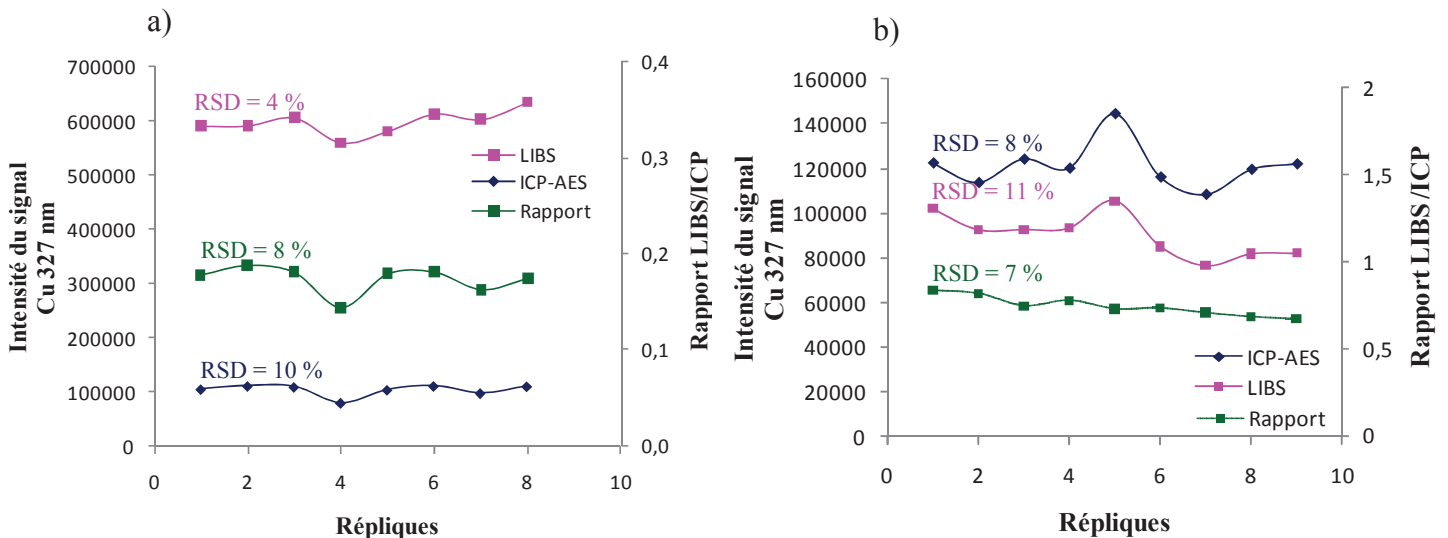 a)
700000
600000
500000
400000
300000
200000
100000
0
Intensité du signal
Cu 327 nm
RSD = 4 %
RSD = 8 %
RSD = 10 %
LIBS
ICP-AES
Rapport
0,4
0,3
0,2
0,1
0,0
Rapport LIBS/ICP
0
2
4
6
8
10
Répliques
b)
160000
140000
120000
100000
80000
60000
40000
20000
0
Intensité du signal
Cu 327 nm
RSD = 8 %
RSD = 11 %
RSD = 7 %
ICP-AES
LIBS
Rapport
2
1,5
1
0,5
0
Rapport LIBS/ICP
0
2
4
6
8
10
Répliques